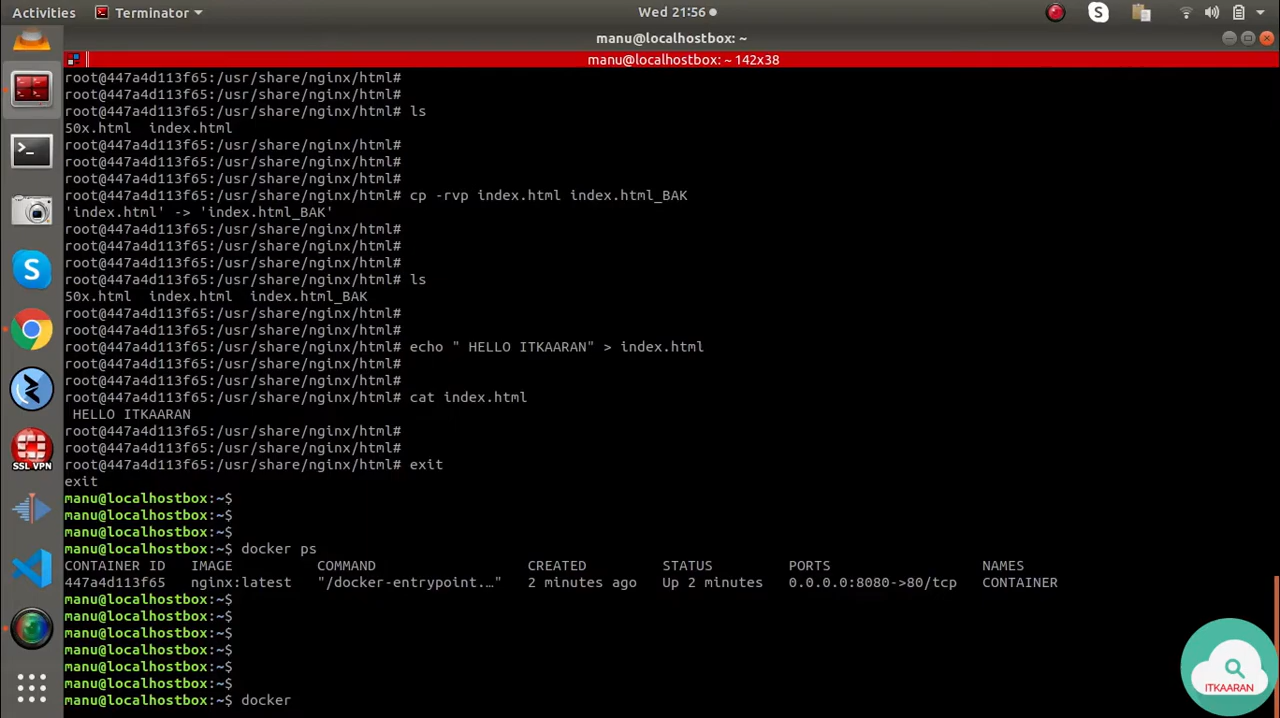 Activities Terminator Wed 21:56
manu@localhostbox: ~
manu@localhostbox: ~ 142x38
root@447a4d113f65:/usr/share/nginx/html#
root@447a4d113f65:/usr/share/nginx/html#
root@447a4d113f65:/usr/share/nginx/html# ls
50x.html  index.html
root@447a4d113f65:/usr/share/nginx/html#
root@447a4d113f65:/usr/share/nginx/html#
root@447a4d113f65:/usr/share/nginx/html#
root@447a4d113f65:/usr/share/nginx/html# cp -rvp index.html index.html_BAK
'index.html' -> 'index.html_BAK'
root@447a4d113f65:/usr/share/nginx/html#
root@447a4d113f65:/usr/share/nginx/html#
root@447a4d113f65:/usr/share/nginx/html#
root@447a4d113f65:/usr/share/nginx/html# ls
50x.html  index.html  index.html_BAK
root@447a4d113f65:/usr/share/nginx/html#
root@447a4d113f65:/usr/share/nginx/html#
root@447a4d113f65:/usr/share/nginx/html# echo " HELLO ITKAARAN" > index.html
root@447a4d113f65:/usr/share/nginx/html#
root@447a4d113f65:/usr/share/nginx/html#
root@447a4d113f65:/usr/share/nginx/html# cat index.html
 HELLO ITKAARAN
root@447a4d113f65:/usr/share/nginx/html#
root@447a4d113f65:/usr/share/nginx/html#
root@447a4d113f65:/usr/share/nginx/html# exit
exit
manu@localhostbox:~$
manu@localhostbox:~$
manu@localhostbox:~$
manu@localhostbox:~$ docker ps
CONTAINER ID   IMAGE          COMMAND                  CREATED         STATUS         PORTS                  NAMES
447a4d113f65   nginx:latest   "/docker-entrypoint.…"   2 minutes ago   Up 2 minutes   0.0.0.0:8080->80/tcp   CONTAINER
manu@localhostbox:~$
manu@localhostbox:~$
manu@localhostbox:~$
manu@localhostbox:~$
manu@localhostbox:~$
manu@localhostbox:~$
manu@localhostbox:~$ docker
SSL VPN
ITKAARAN